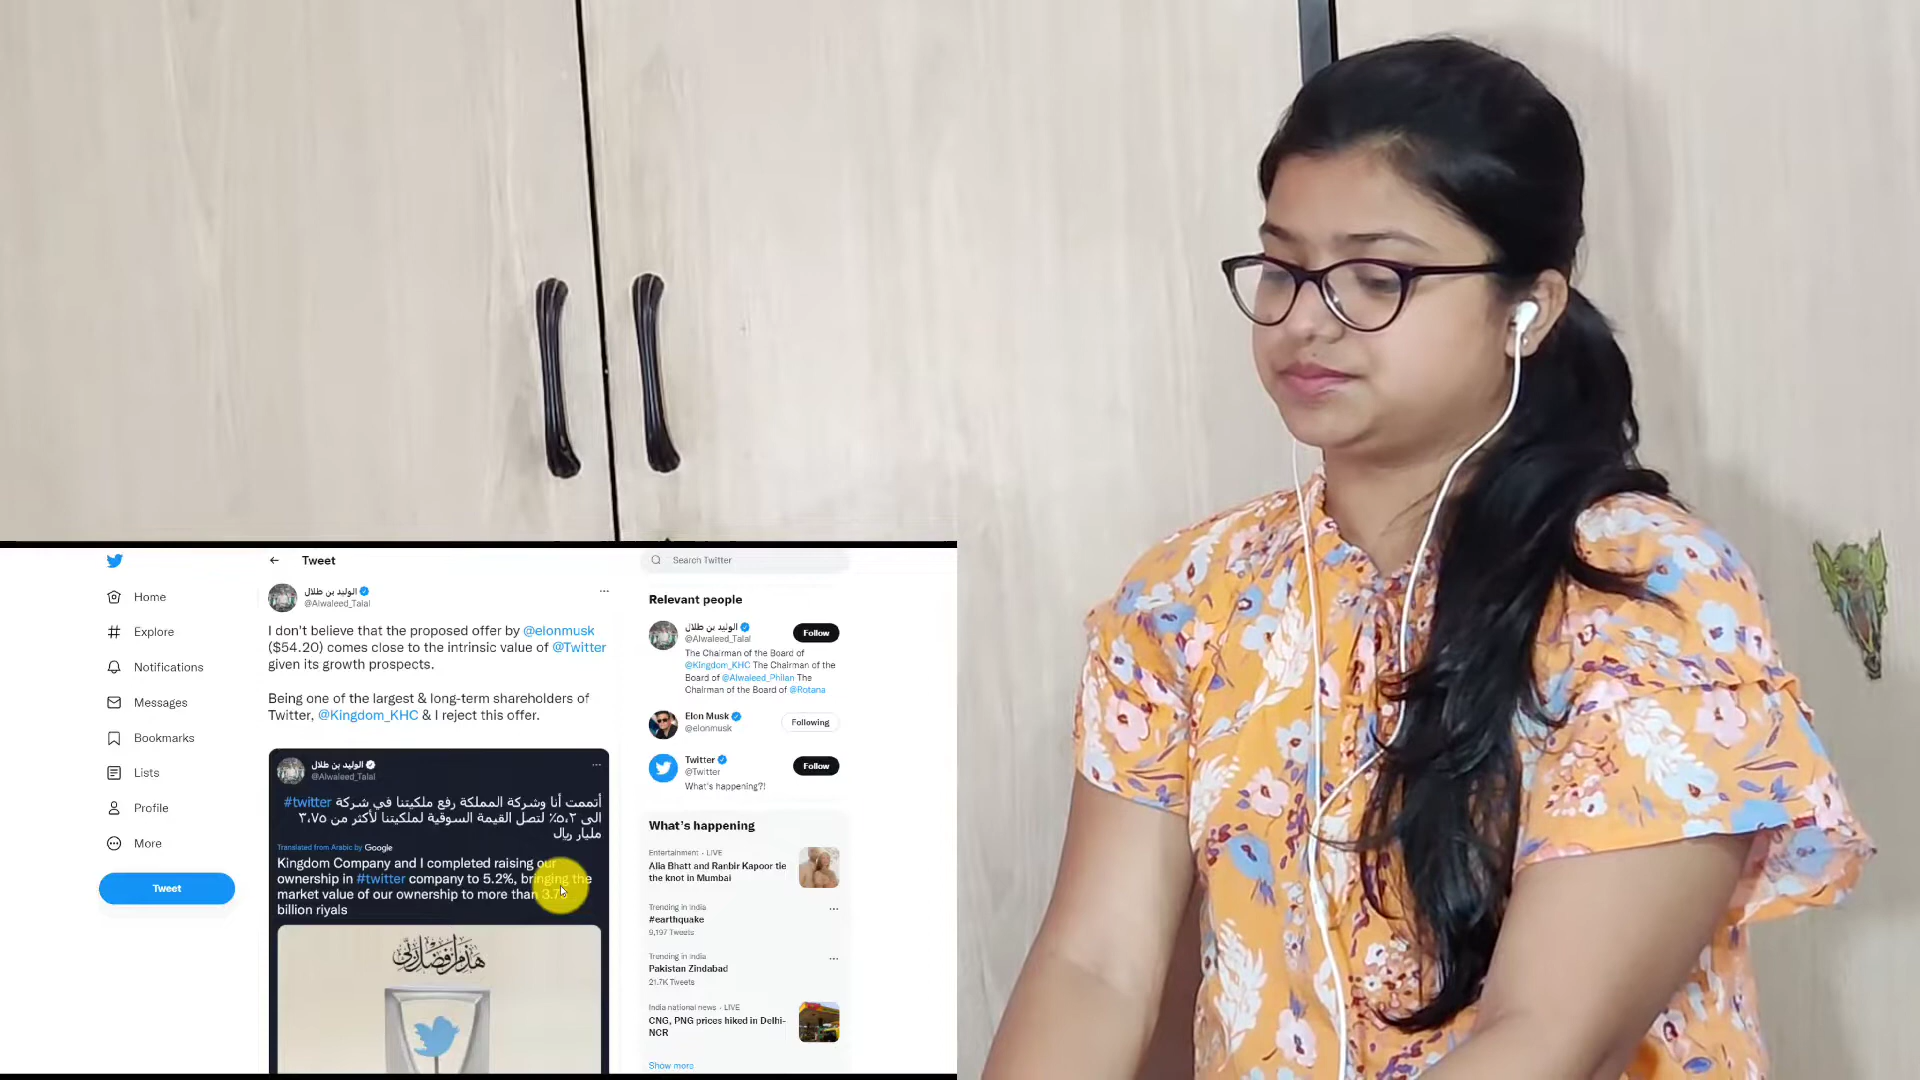 Home
Explore
Notifications
Messages
Bookmarks
Lists
Profile
More
Tweet
Tweet
الوليد بن طلال
@Alwaleed_Talal
I don't believe that the proposed offer by @elonmusk
($54.20) comes close to the intrinsic value of @Twitter
given its growth prospects.
Being one of the largest & long-term shareholders of
Twitter, @Kingdom_KHC & I reject this offer.
الوليد بن طلال
@Alwaleed_Talal
أتممت أنا وشركة المملكة رفع ملكيتنا في شركة #twitter
الى ٥،٢٪ لتصل القيمة السوقية لملكيتنا لأكثر من ٣،٧٥
مليار ريال
Translated from Arabic by Google
Kingdom Company and I completed raising our
ownership in #twitter company to 5.2%, bringing the
market value of our ownership to more than 3.75
billion riyals
هذا من فضل ربي
Search Twitter
Relevant people
الوليد بن طلال
@Alwaleed_Talal
Follow
The Chairman of the Board of
@Kingdom_KHC The Chairman of the
Board of @Alwaleed_Philan The
Chairman of the Board of @Rotana
Elon Musk
@elonmusk
Following
Twitter
@Twitter
Follow
What's happening?!
What's happening
Entertainment · LIVE
Alia Bhatt and Ranbir Kapoor tie
the knot in Mumbai
Trending in India
#earthquake
9,197 Tweets
Trending in India
Pakistan Zindabad
21.7K Tweets
India national news · LIVE
CNG, PNG prices hiked in Delhi-
NCR
Show more